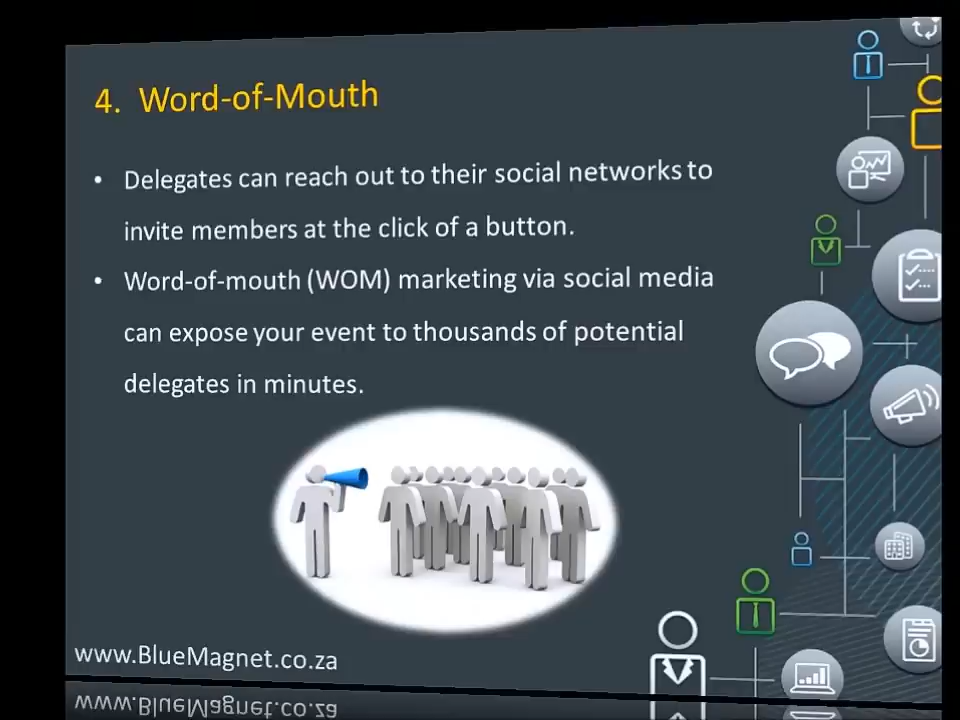 4. Word-of-Mouth
• Delegates can reach out to their social networks to
invite members at the click of a button.
• Word-of-mouth (WOM) marketing via social media
can expose your event to thousands of potential
delegates in minutes.
www.BlueMagnet.co.za